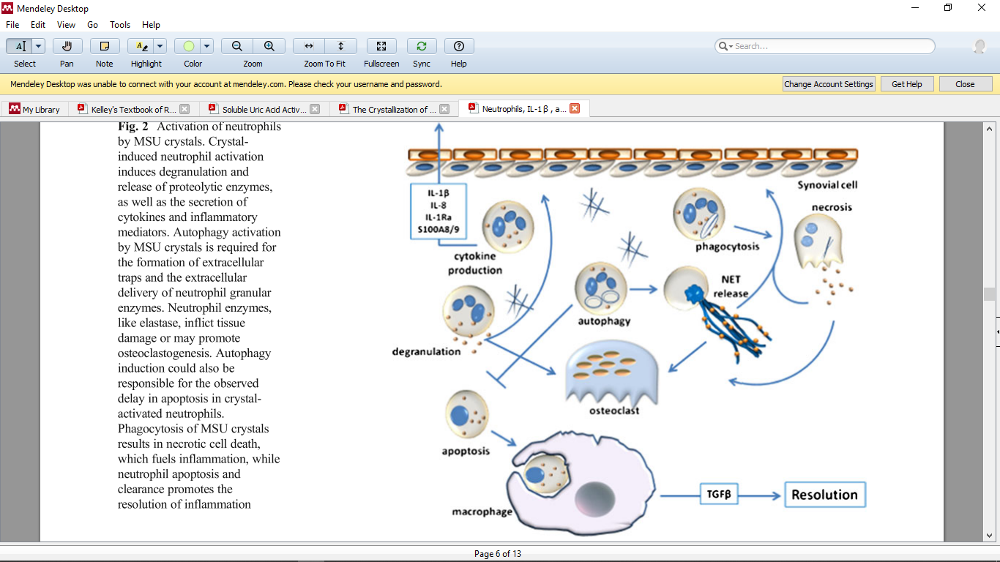 Mendeley Desktop
File Edit View Go Tools Help
Select Pan Note Highlight Color Zoom Zoom To Fit Fullscreen Sync Help
Search...
Mendeley Desktop was unable to connect with your account at mendeley.com. Please check your username and password.
Change Account Settings Get Help Close
My Library
Kelley's Textbook of R...
Soluble Uric Acid Activ...
The Crystallization of ...
Neutrophils, IL-1β , a...
Fig. 2 Activation of neutrophils
by MSU crystals. Crystal-
induced neutrophil activation
induces degranulation and
release of proteolytic enzymes,
as well as the secretion of
cytokines and inflammatory
mediators. Autophagy activation
by MSU crystals is required for
the formation of extracellular
traps and the extracellular
delivery of neutrophil granular
enzymes. Neutrophil enzymes,
like elastase, inflict tissue
damage or may promote
osteoclastogenesis. Autophagy
induction could also be
responsible for the observed
delay in apoptosis in crystal-
activated neutrophils.
Phagocytosis of MSU crystals
results in necrotic cell death,
which fuels inflammation, while
neutrophil apoptosis and
clearance promotes the
resolution of inflammation
Synovial cell
IL-1β
IL-8
IL-1Ra
S100A8/9
cytokine
production
phagocytosis
necrosis
NET
release
autophagy
degranulation
osteoclast
apoptosis
macrophage
TGFβ
Resolution
Page 6 of 13